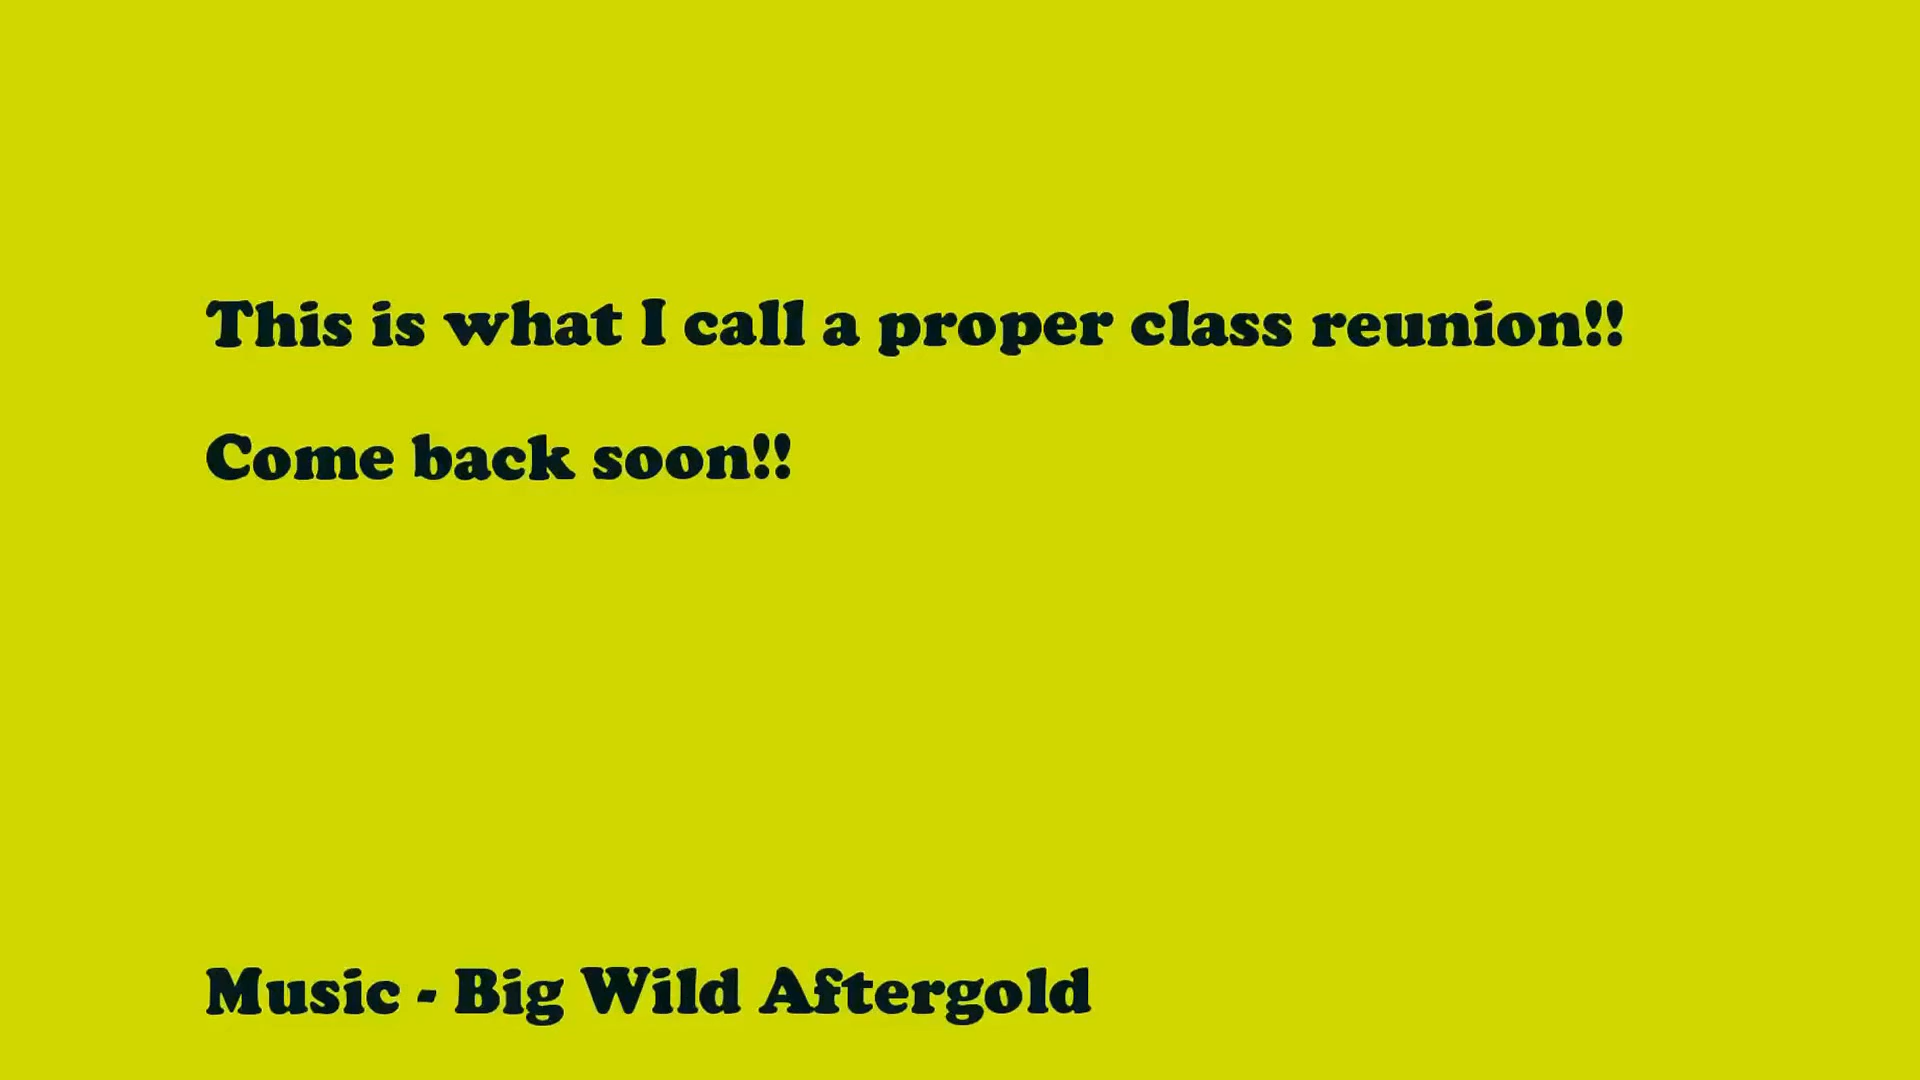 This is what I call a proper class reunion!!
Come back soon!!
Music - Big Wild Aftergold